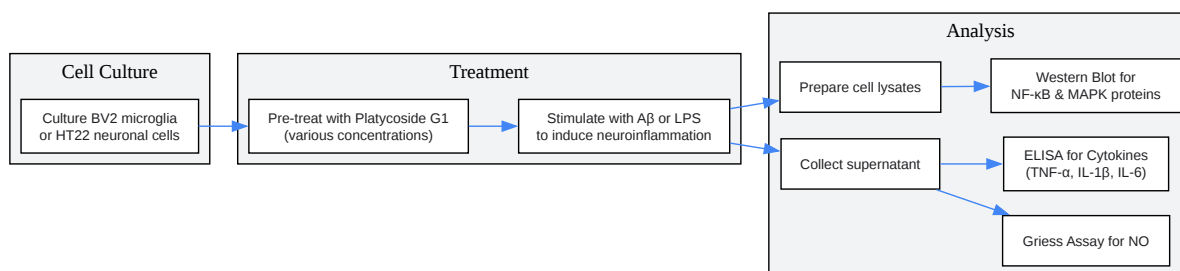 Cell Culture
Culture BV2 microglia
or HT22 neuronal cells
Treatment
Pre-treat with Platycoside G1
(various concentrations)
Stimulate with Aβ or LPS
to induce neuroinflammation
Analysis
Prepare cell lysates
Western Blot for
NF-κB & MAPK proteins
Collect supernatant
ELISA for Cytokines
(TNF-α, IL-1β, IL-6)
Griess Assay for NO